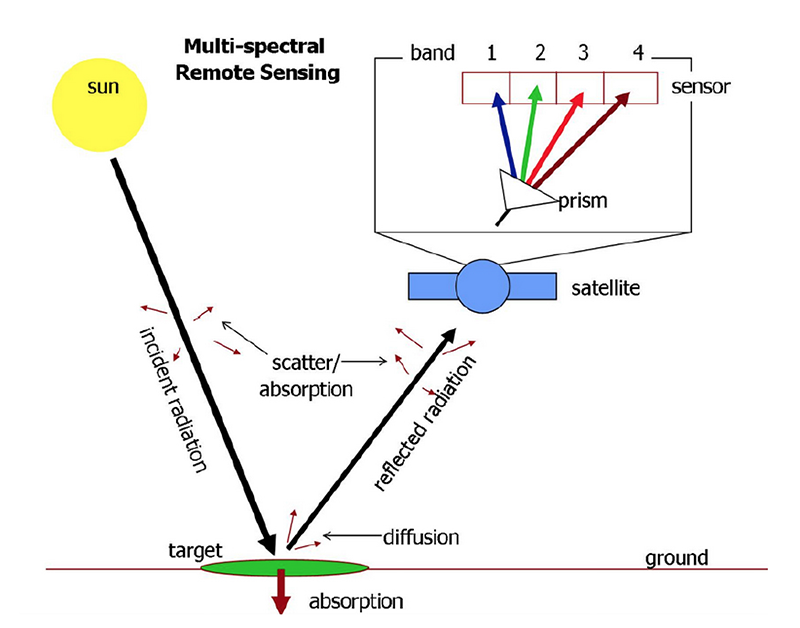 Multi-spectral
Remote Sensing
sun
band 1 2 3 4
sensor
prism
satellite
incident radiation
scatter/
absorption
reflected radiation
diffusion
target
ground
absorption